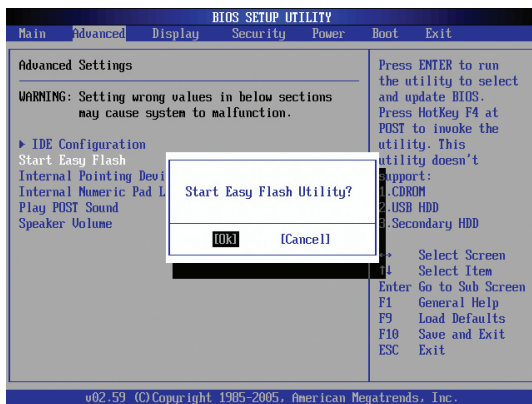 BIOS SETUP UTILITY
Main Advanced Display Security Power Boot Exit
Advanced Settings
WARNING: Setting wrong values in below sections
may cause system to malfunction.
▶ IDE Configuration
Start Easy Flash
Internal Pointing Devi
Internal Numeric Pad L
Play POST Sound
Speaker Volume
Start Easy Flash Utility?
[Ok] [Cancel]
Press ENTER to run
the utility to select
and update BIOS.
Press HotKey F4 at
POST to invoke the
utility. This
utility doesn't
support:
1.CDROM
2.USB HDD
3.Secondary HDD
↔ Select Screen
↑↓ Select Item
Enter Go to Sub Screen
F1 General Help
F9 Load Defaults
F10 Save and Exit
ESC Exit
v02.59 (C)Copyright 1985-2005, American Megatrends, Inc.